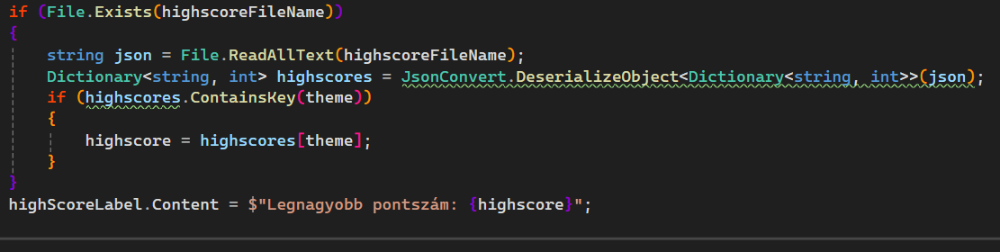 if (File.Exists(highscoreFileName))
{
string json = File.ReadAllText(highscoreFileName);
Dictionary<string, int> highscores = JsonConvert.DeserializeObject<Dictionary<string, int>>(json);
if (highscores.ContainsKey(theme))
{
highscore = highscores[theme];
}
}
highScoreLabel.Content = $"Legnagyobb pontszám: {highscore}";